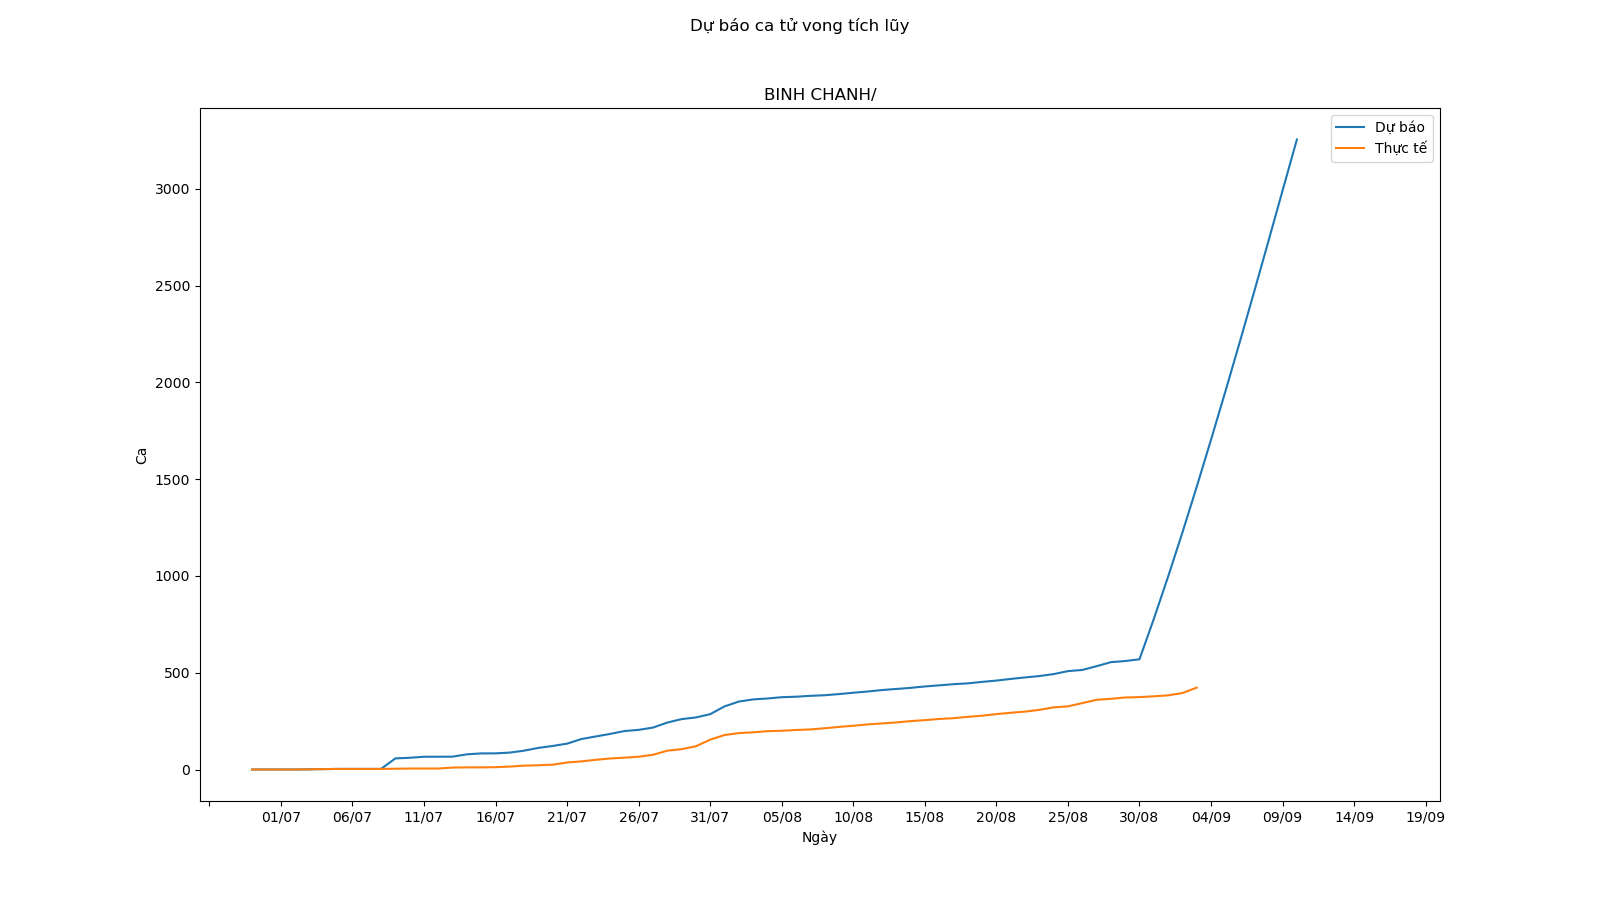 Dự báo ca tử vong tích lũy
BINH CHANH/
Dự báo
Thực tế
3000
2500
2000
1500
1000
500
0
Ca
01/07 06/07 11/07 16/07 21/07 26/07 31/07 05/08 10/08 15/08 20/08 25/08 30/08 04/09 09/09 14/09 19/09
Ngày